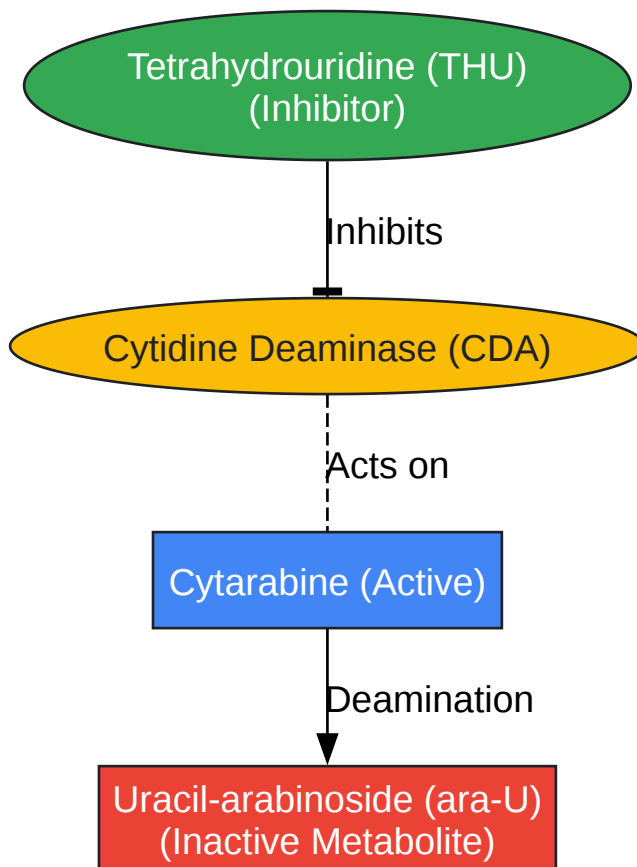 Tetrahydrouridine (THU)
(Inhibitor)
Inhibits
Cytidine Deaminase (CDA)
Acts on
Cytarabine (Active)
Deamination
Uracil-arabinoside (ara-U)
(Inactive Metabolite)